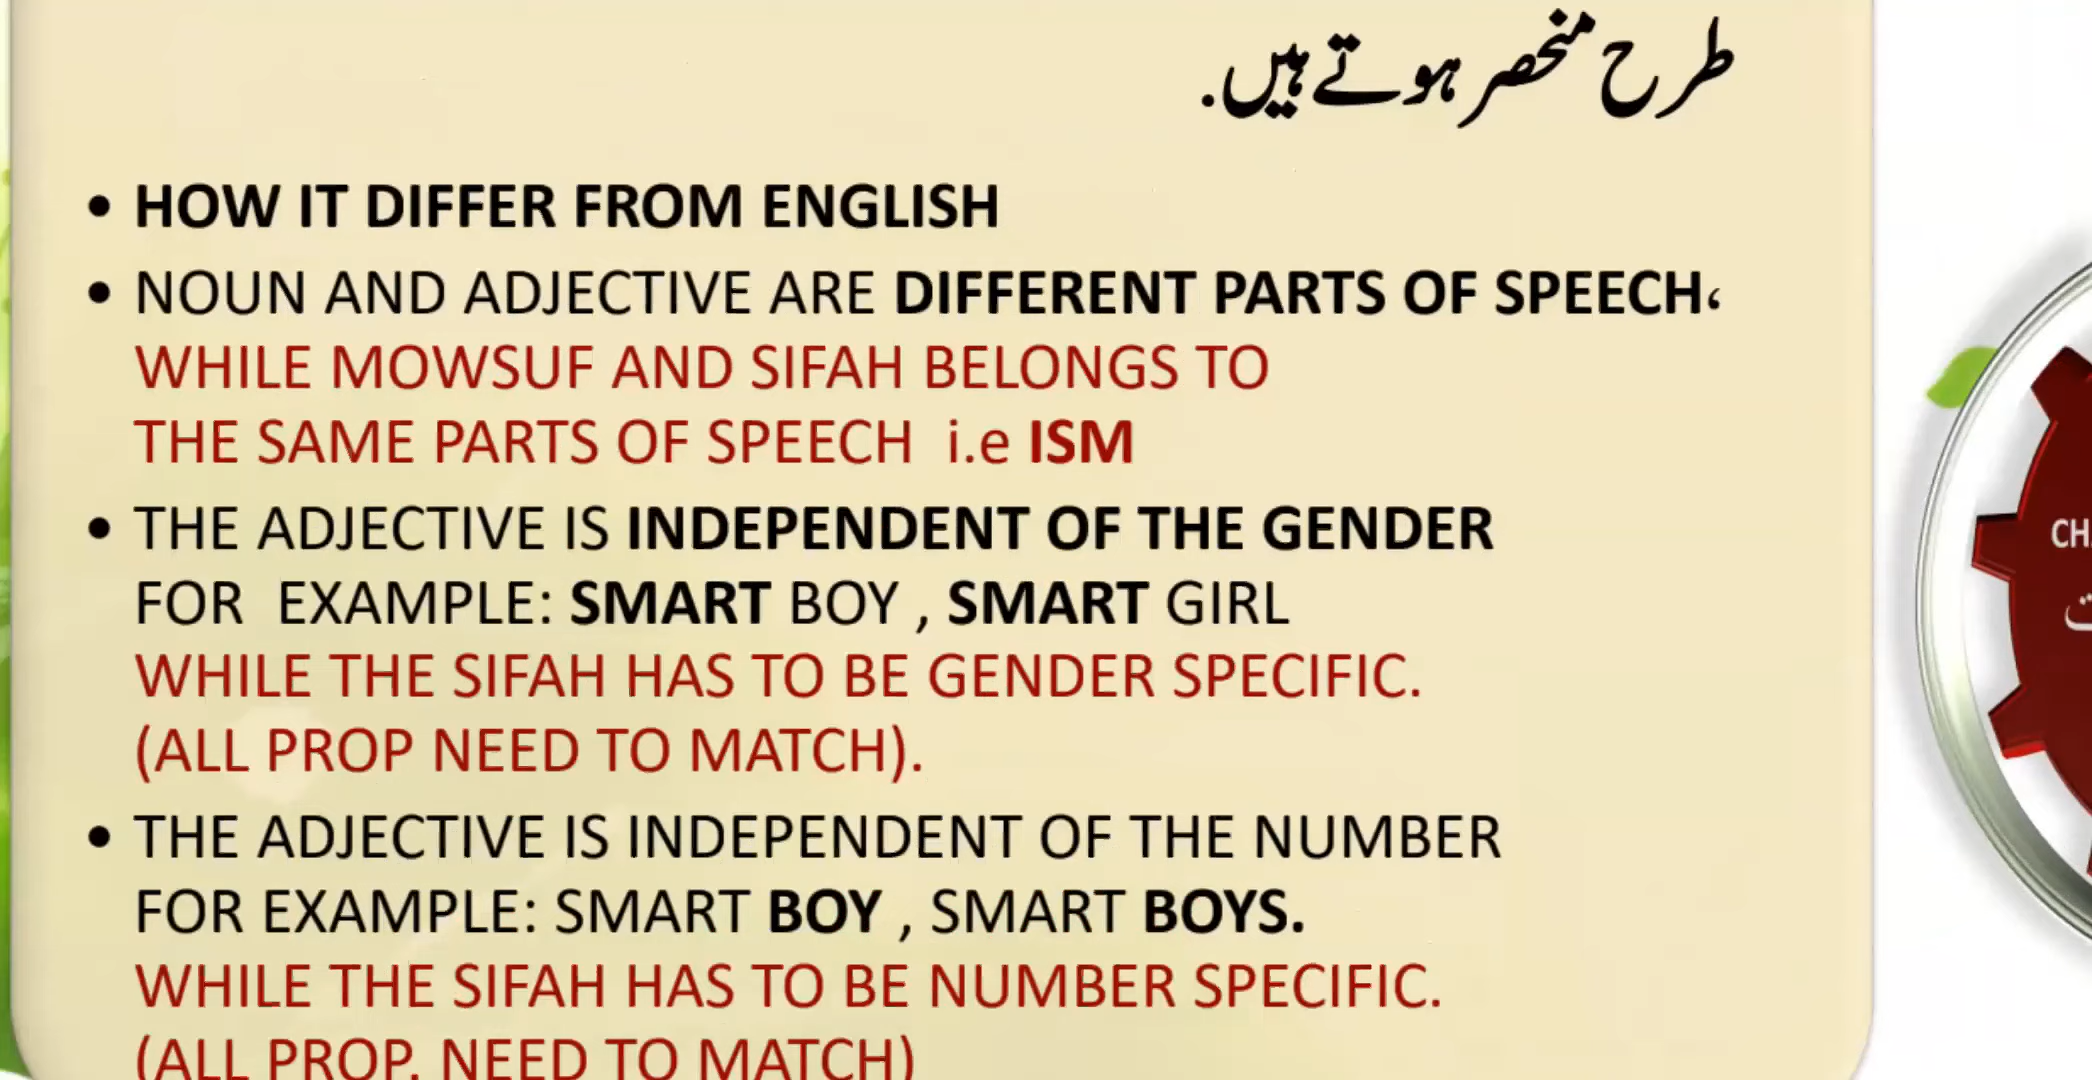 طرح منحصر ہوتے ہیں.
• HOW IT DIFFER FROM ENGLISH
• NOUN AND ADJECTIVE ARE DIFFERENT PARTS OF SPEECH،
WHILE MOWSUF AND SIFAH BELONGS TO
THE SAME PARTS OF SPEECH i.e ISM
• THE ADJECTIVE IS INDEPENDENT OF THE GENDER
FOR EXAMPLE: SMART BOY , SMART GIRL
WHILE THE SIFAH HAS TO BE GENDER SPECIFIC.
(ALL PROP NEED TO MATCH).
• THE ADJECTIVE IS INDEPENDENT OF THE NUMBER
FOR EXAMPLE: SMART BOY , SMART BOYS.
WHILE THE SIFAH HAS TO BE NUMBER SPECIFIC.
(ALL PROP. NEED TO MATCH)